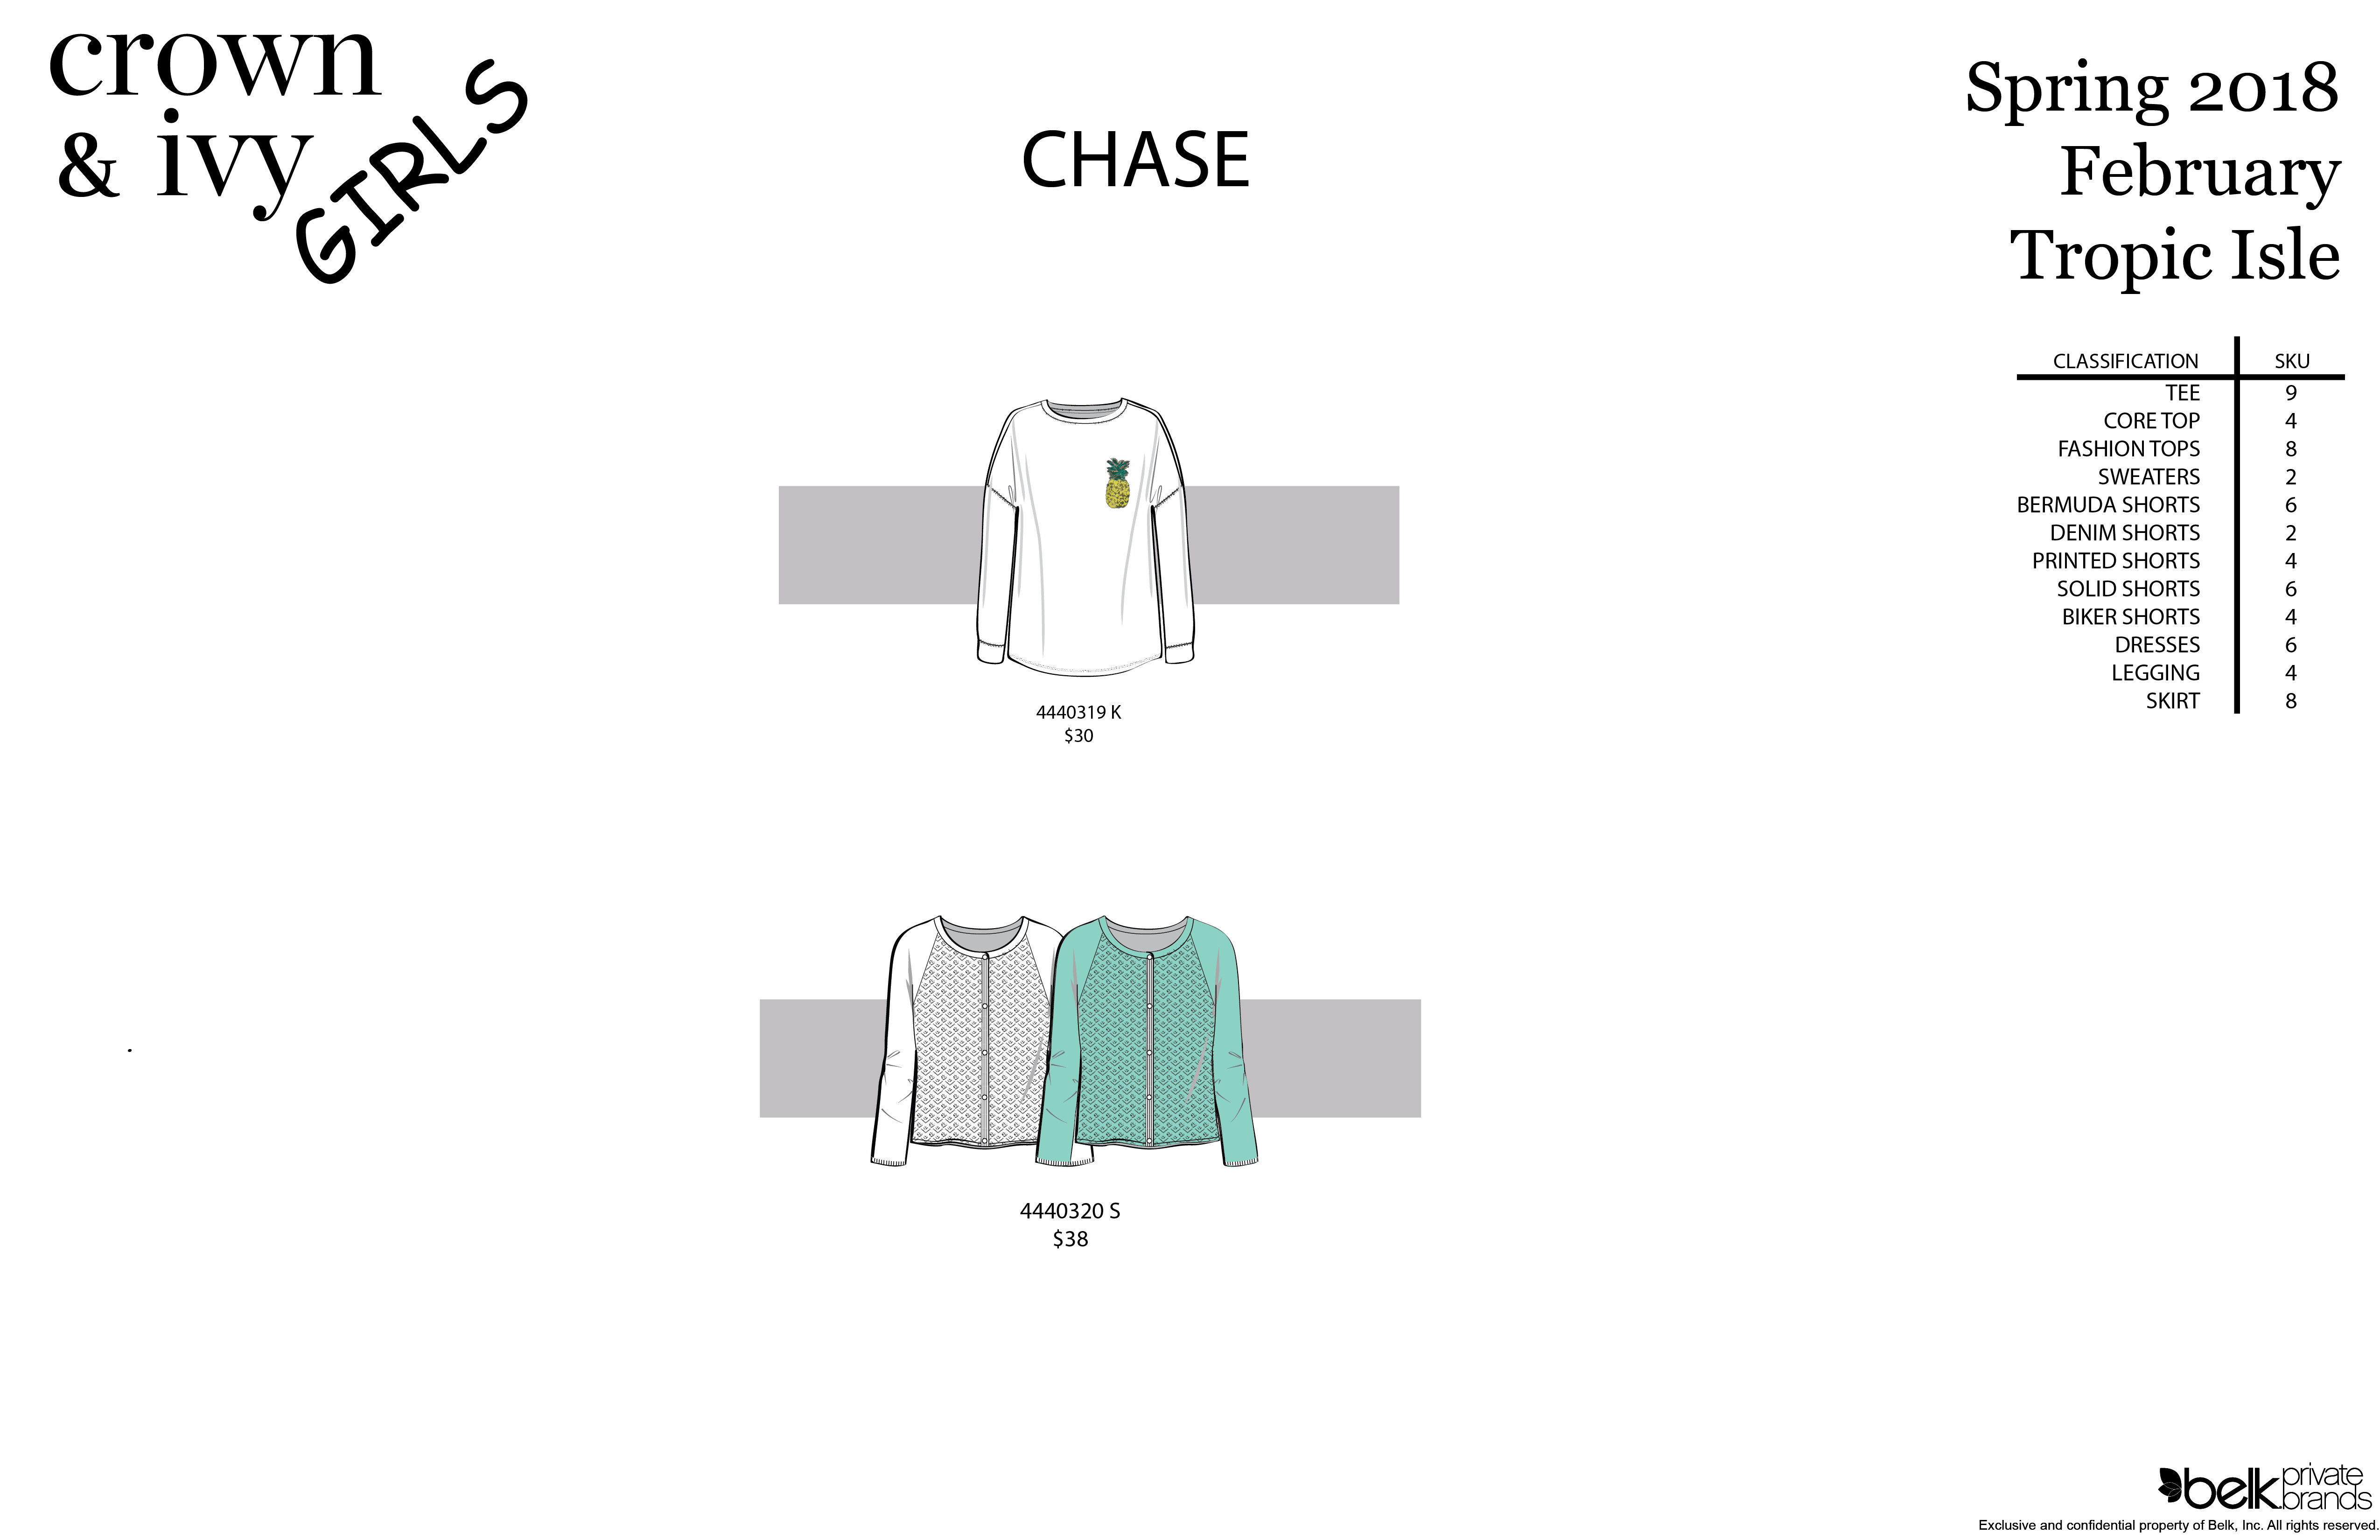 crown
& ivy
GIRLS
CHASE
Spring 2018
February
Tropic Isle
CLASSIFICATION SKU
TEE 9
CORE TOP 4
FASHION TOPS 8
SWEATERS 2
BERMUDA SHORTS 6
DENIM SHORTS 2
PRINTED SHORTS 4
SOLID SHORTS 6
BIKER SHORTS 4
DRESSES 6
LEGGING 4
SKIRT 8
4440319 K
$30
4440320 S
$38
belk private
brands
Exclusive and confidential property of Belk, Inc. All rights reserved.